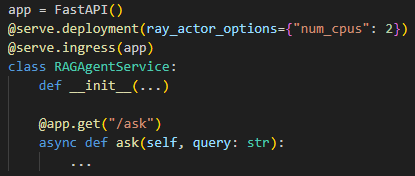 app = FastAPI()
@serve.deployment(ray_actor_options={"num_cpus": 2})
@serve.ingress(app)
class RAGAgentService:
    def __init__(...)

    @app.get("/ask")
    async def ask(self, query: str):
        ...